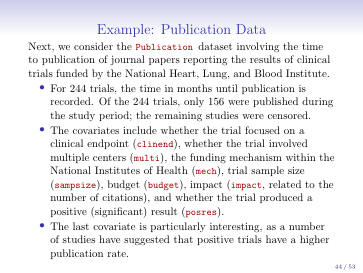 Example: Publication Data
Next, we consider the Publication dataset involving the time
to publication of journal papers reporting the results of clinical
trials funded by the National Heart, Lung, and Blood Institute.
• For 244 trials, the time in months until publication is
recorded. Of the 244 trials, only 156 were published during
the study period; the remaining studies were censored.
• The covariates include whether the trial focused on a
clinical endpoint (clinend), whether the trial involved
multiple centers (multi), the funding mechanism within the
National Institutes of Health (mech), trial sample size
(sampsize), budget (budget), impact (impact, related to the
number of citations), and whether the trial produced a
positive (significant) result (posres).
• The last covariate is particularly interesting, as a number
of studies have suggested that positive trials have a higher
publication rate.
44 / 53